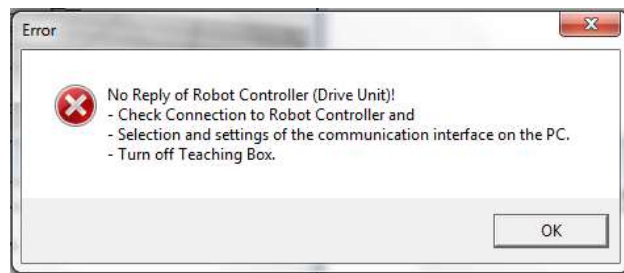 Error
No Reply of Robot Controller (Drive Unit)!
- Check Connection to Robot Controller and
- Selection and settings of the communication interface on the PC.
- Turn off Teaching Box.
OK